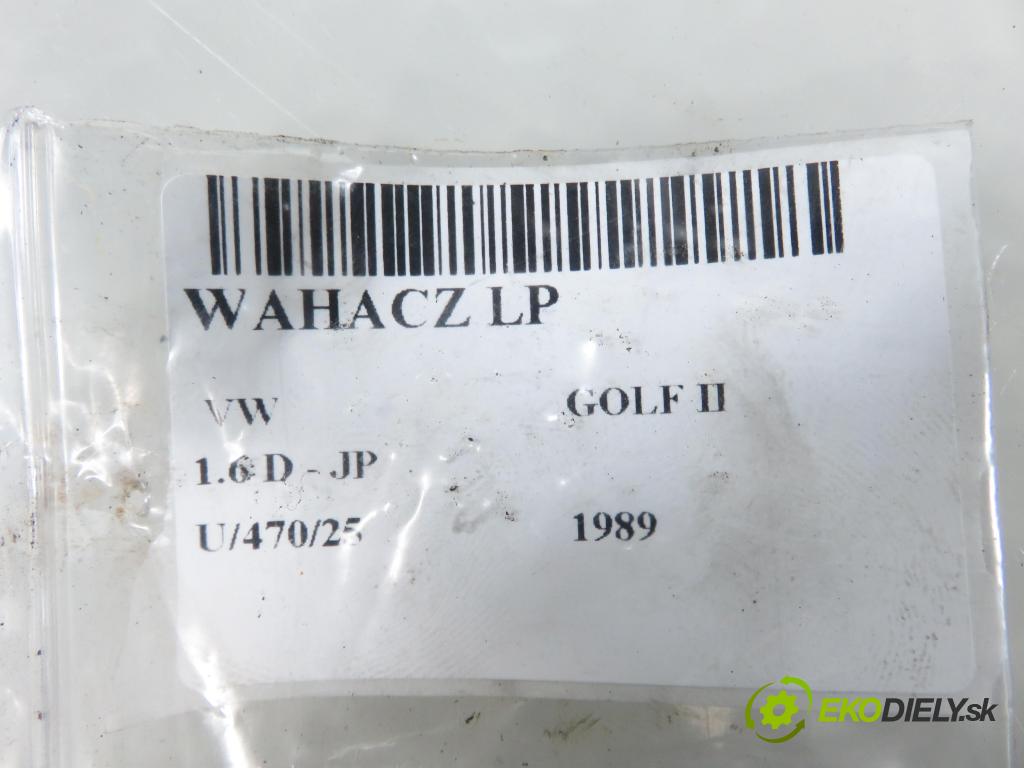 WAHACZ LP
VW GOLF II
1.6 D - JP
U/470/25 1989
EKODIELY.sk